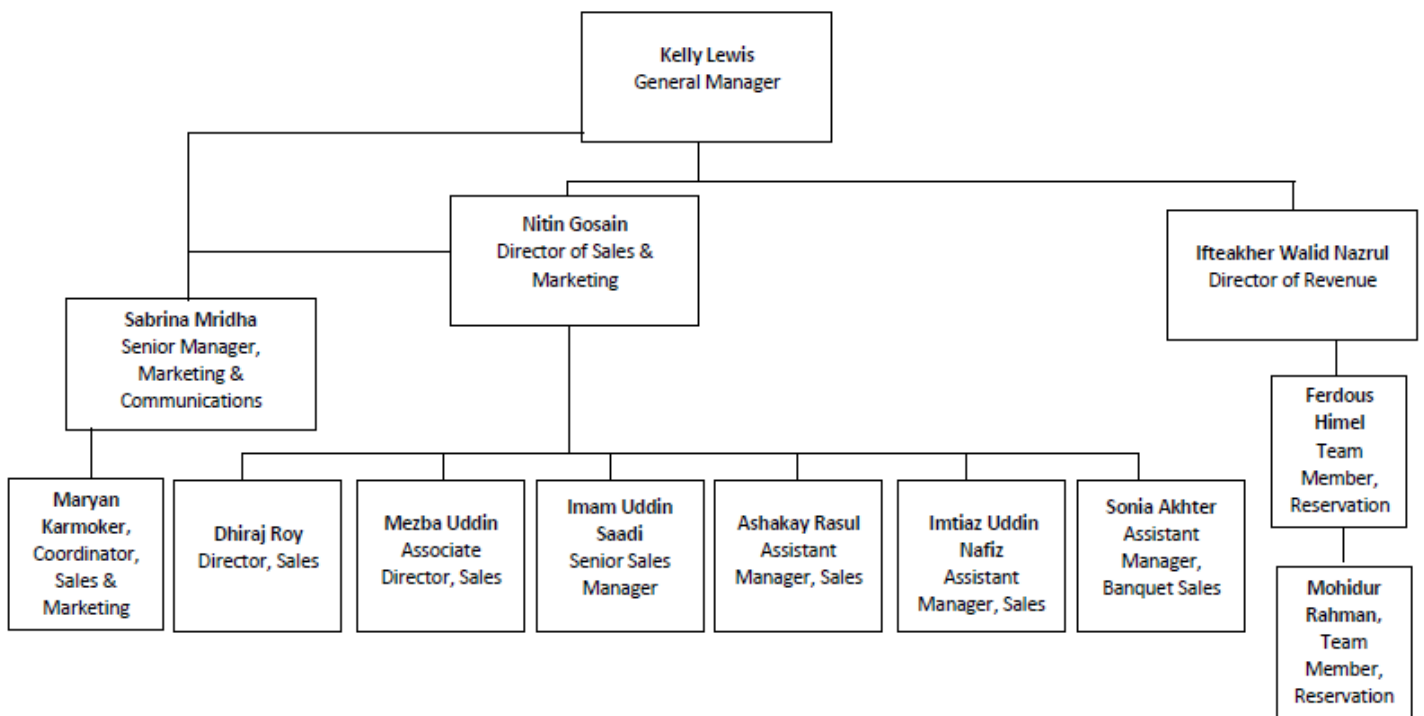 Kelly Lewis
General Manager
Nitin Gosain
Director of Sales &
Marketing
Ifteakher Walid Nazrul
Director of Revenue
Sabrina Mridha
Senior Manager,
Marketing &
Communications
Ferdous
Himel
Team
Member,
Reservation
Maryan
Karmoker,
Coordinator,
Sales &
Marketing
Dhiraj Roy
Director, Sales
Mezba Uddin
Associate
Director, Sales
Imam Uddin
Saadi
Senior Sales
Manager
Ashakay Rasul
Assistant
Manager, Sales
Imtiaz Uddin
Nafiz
Assistant
Manager, Sales
Sonia Akhter
Assistant
Manager,
Banquet Sales
Mohidur
Rahman,
Team
Member,
Reservation